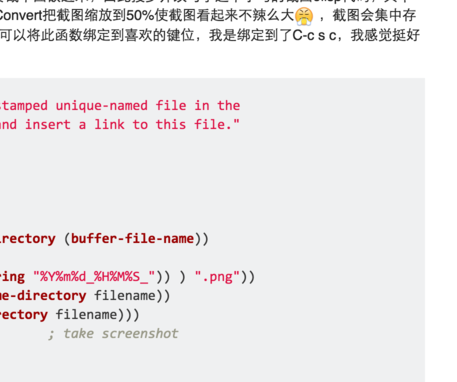 Convert把截图缩放到50%使截图看起来不辣么大😤，截图会集中存
可以将此函数绑定到喜欢的键位，我是绑定到了C-c s c，我感觉挺好
stamped unique-named file in the
and insert a link to this file."
irectory (buffer-file-name))
ring "%Y%m%d_%H%M%S_")) ) ".png"))
me-directory filename))
rectory filename)))
; take screenshot